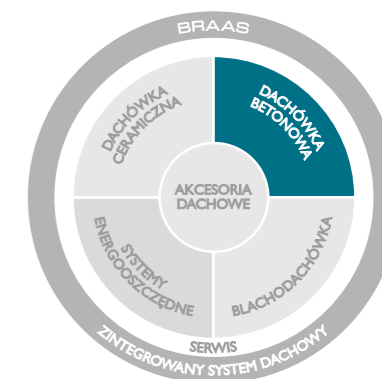 BRAAS
DACHÓWKA
CERAMICZNA
DACHÓWKA
BETONOWA
AKCESORIA
DACHOWE
SYSTEMY
ENERGOOSZCZĘDNE
BLACHODACHÓWKA
SERWIS
ZINTEGROWANY SYSTEM DACHOWY